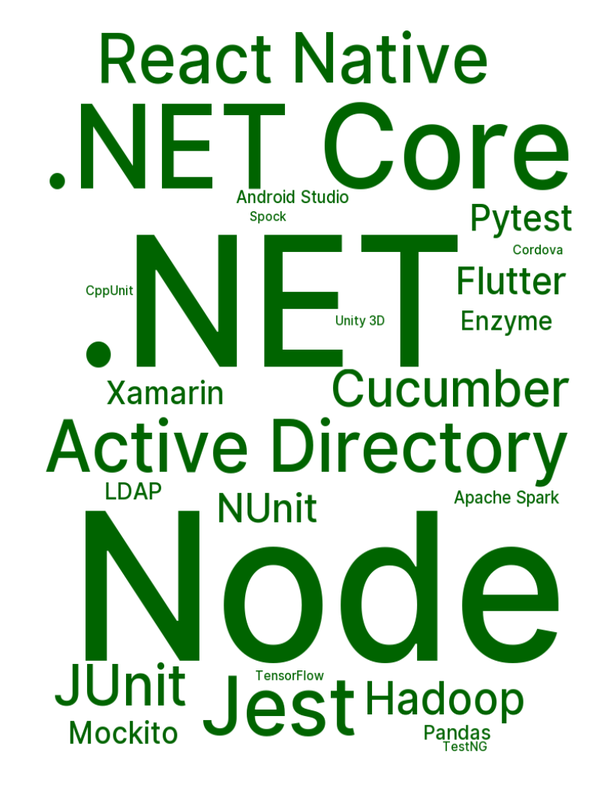 React Native
.NET Core
Android Studio
Spock
Pytest
Cordova
.NET
Flutter
CppUnit
Unity 3D
Enzyme
Xamarin
Cucumber
Active Directory
LDAP
NUnit
Apache Spark
Node
JUnit
TensorFlow
Jest
Hadoop
Mockito
Pandas
TestNG